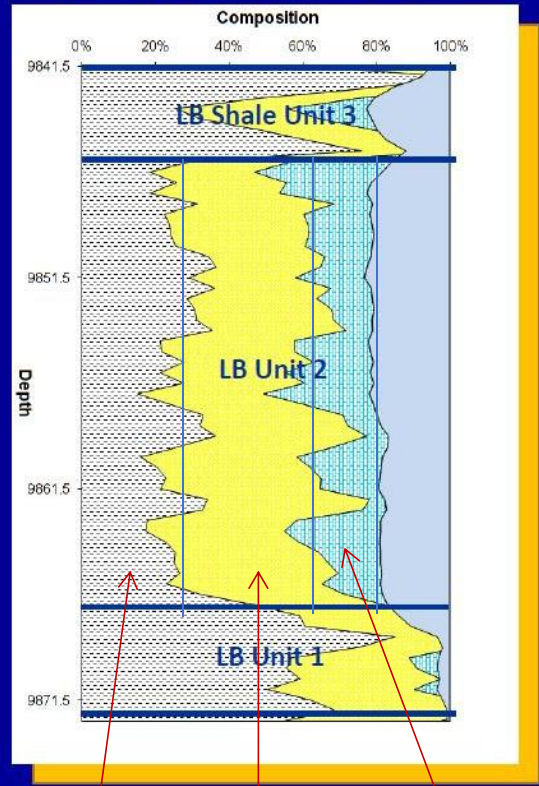 Composition
0% 20% 40% 60% 80% 100%
9841.5
LB Shale Unit 3
9851.5
LB Unit 2
Depth
9861.5
LB Unit 1
9871.5